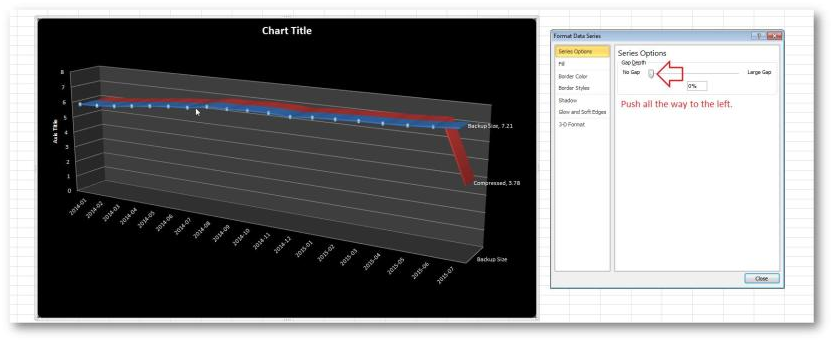 Chart Title
8
7
6
5
4
3
2
1
0
Axis Title
2014-01
2014-02
2014-03
2014-04
2014-05
2014-06
2014-07
2014-08
2014-09
2014-10
2014-11
2014-12
2015-01
2015-02
2015-03
2015-04
2015-05
2015-06
2015-07
Backup Size, 7.21
Compressed, 3.78
Backup Size
Format Data Series
Series Options
Fill
Border Color
Border Styles
Shadow
Glow and Soft Edges
3-D Format
Series Options
Gap Depth
No Gap
Large Gap
0%
Push all the way to the left.
Close